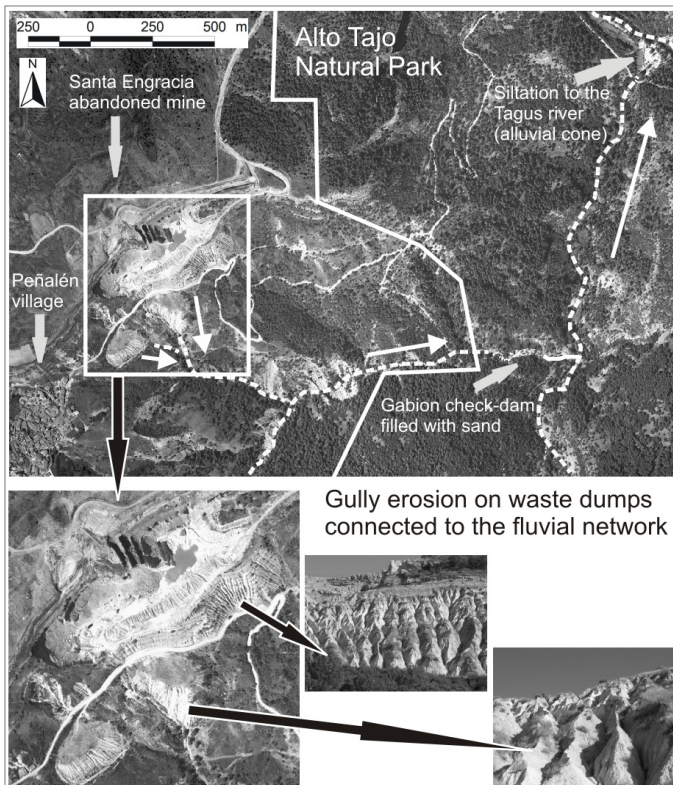 250 0 250 500 m
N
Alto Tajo
Natural Park
Santa Engracia
abandoned mine
Siltation to the
Tagus river
(alluvial cone)
Peñalén
village
Gabion check-dam
filled with sand
Gully erosion on waste dumps
connected to the fluvial network